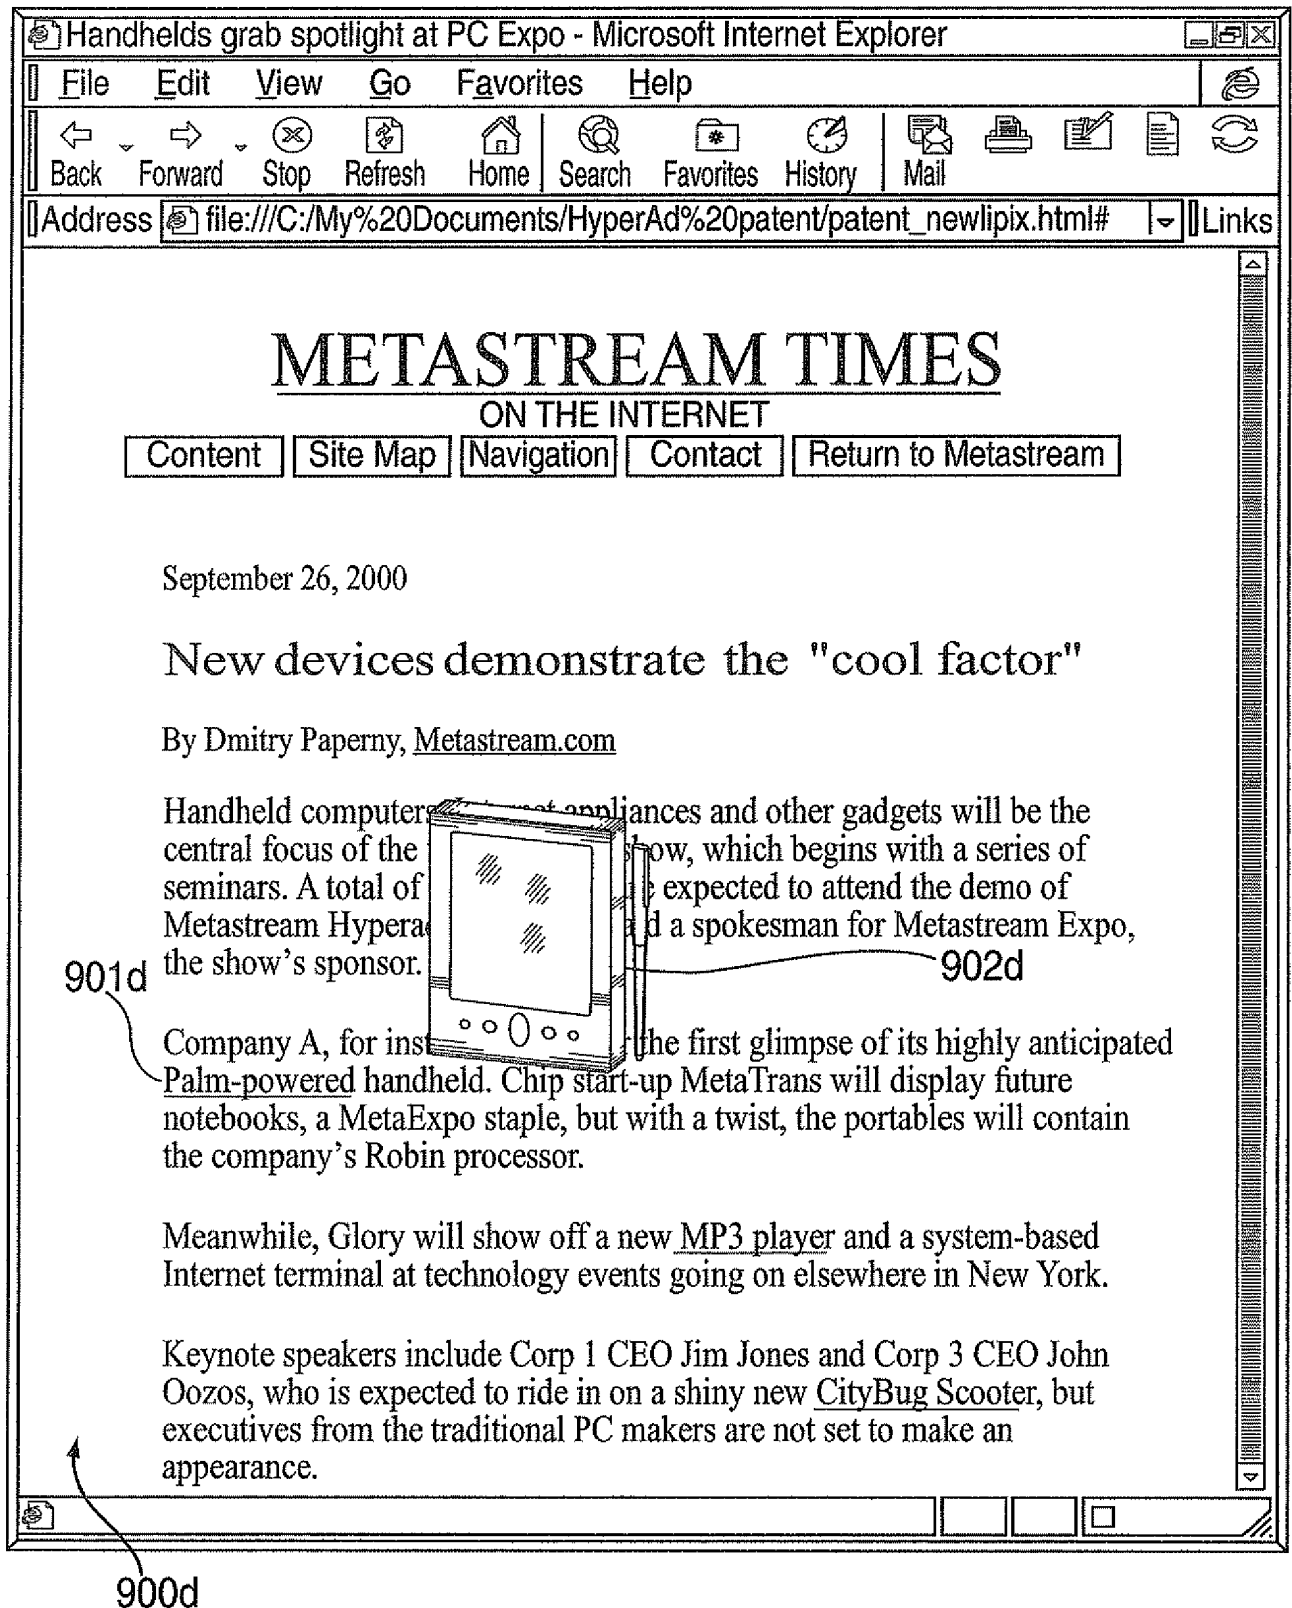 Handhelds grab spotlight at PC Expo - Microsoft Internet Explorer
File Edit View Go Favorites Help
Back Forward Stop Refresh Home Search Favorites History Mail
Address file:///C:/My%20Documents/HyperAd%20patent/patent_newlipix.html# Links
METASTREAM TIMES
ON THE INTERNET
Content Site Map Navigation Contact Return to Metastream
September 26, 2000
New devices demonstrate the "cool factor"
By Dmitry Paperny, Metastream.com
Handheld computers appliances and other gadgets will be the
central focus of the show, which begins with a series of
seminars. A total of expected to attend the demo of
Metastream a spokesman for Metastream Expo,
901d the show's sponsor. 902d
Company A, for the first glimpse of its highly anticipated
Palm-powered handheld. Chip start-up MetaTrans will display future
notebooks, a MetaExpo staple, but with a twist, the portables will contain
the company's Robin processor.
Meanwhile, Glory will show off a new MP3 player and a system-based
Internet terminal at technology events going on elsewhere in New York.
Keynote speakers include Corp 1 CEO Jim Jones and Corp 3 CEO John
Oozos, who is expected to ride in on a shiny new CityBug Scooter, but
executives from the traditional PC makers are not set to make an
appearance.
900d